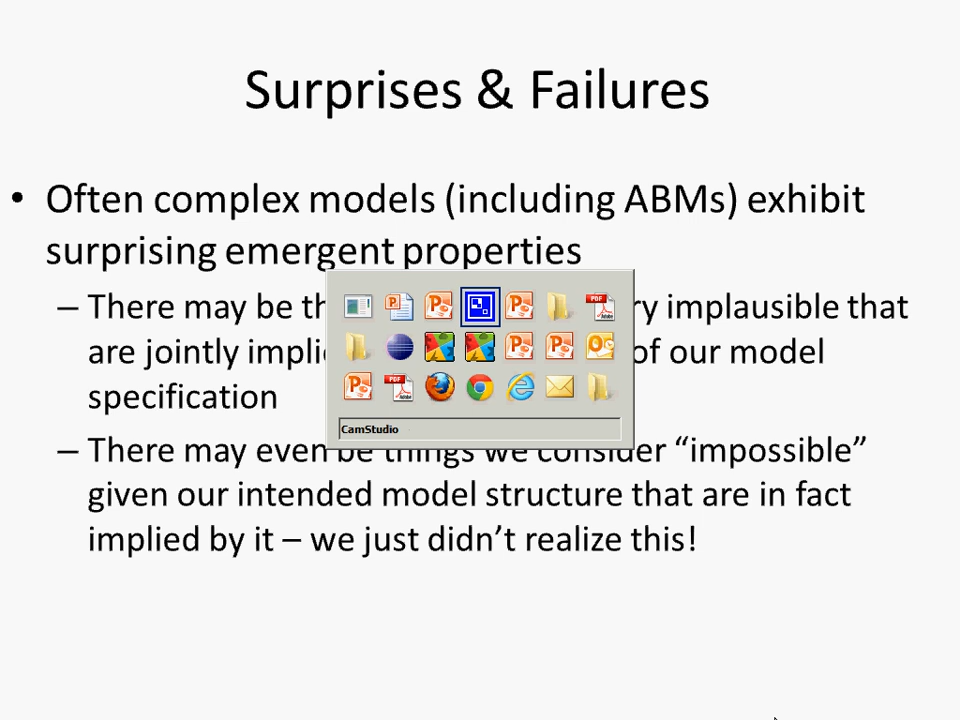 Surprises & Failures
• Often complex models (including ABMs) exhibit
surprising emergent properties
– There may be th ry implausible that
are jointly implie of our model
specification
CamStudio
– There may even be things we consider “impossible”
given our intended model structure that are in fact
implied by it – we just didn’t realize this!